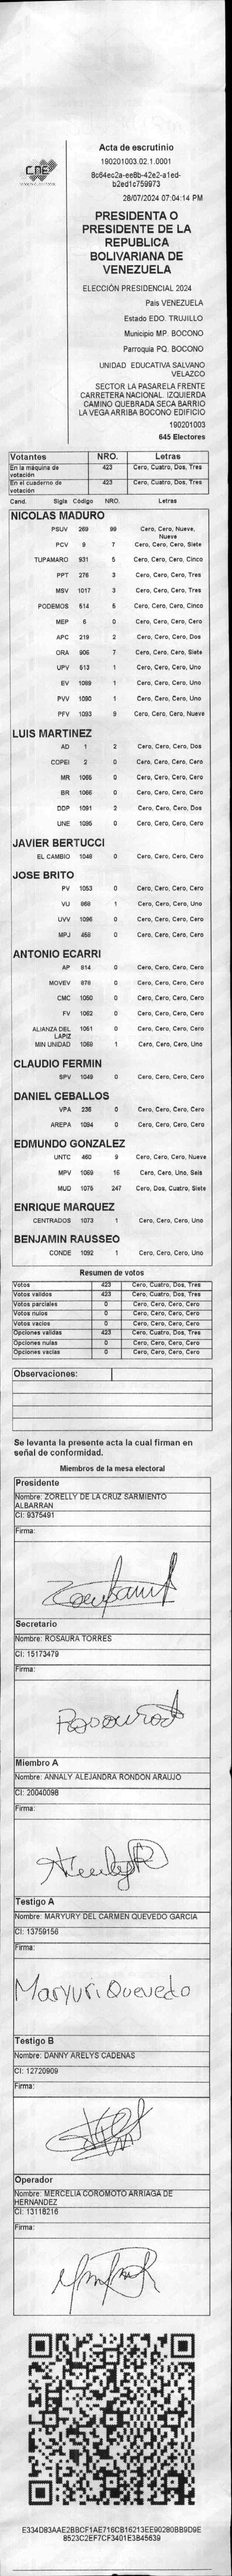 CNE
Acta de escrutinio
190201003.02.1.0001
8c64ec2a-ee8b-42e2-a1ed-
b2ed1c759973
28/07/2024 07:04:14 PM
PRESIDENTA O
PRESIDENTE DE LA
REPUBLICA
BOLIVARIANA DE
VENEZUELA
ELECCIÓN PRESIDENCIAL 2024
Pais VENEZUELA
Estado EDO. TRUJILLO
Municipio MP. BOCONO
Parroquia PQ. BOCONO
UNIDAD EDUCATIVA SALVANO
VELAZCO
SECTOR LA PASARELA FRENTE
CARRETERA NACIONAL. IZQUIERDA
CAMINO QUEBRADA SECA BARRIO
LA VEGA ARRIBA BOCONO EDIFICIO
190201003
645 Electores
Votantes NRO. Letras
En la máquina de votación 423 Cero, Cuatro, Dos, Tres
En el cuaderno de votación 423 Cero, Cuatro, Dos, Tres
Cand. Sigla Código NRO. Letras
NICOLAS MADURO
PSUV 269 99 Cero, Cero, Nueve, Nueve
PCV 9 7 Cero, Cero, Cero, Siete
TUPAMARO 931 5 Cero, Cero, Cero, Cinco
PPT 276 3 Cero, Cero, Cero, Tres
MSV 1017 3 Cero, Cero, Cero, Tres
PODEMOS 514 5 Cero, Cero, Cero, Cinco
MEP 6 0 Cero, Cero, Cero, Cero
APC 219 2 Cero, Cero, Cero, Dos
ORA 906 7 Cero, Cero, Cero, Siete
UPV 513 1 Cero, Cero, Cero, Uno
EV 1089 1 Cero, Cero, Cero, Uno
PVV 1090 1 Cero, Cero, Cero, Uno
PFV 1093 9 Cero, Cero, Cero, Nueve
LUIS MARTINEZ
AD 1 2 Cero, Cero, Cero, Dos
COPEI 2 0 Cero, Cero, Cero, Cero
MR 1065 0 Cero, Cero, Cero, Cero
BR 1066 0 Cero, Cero, Cero, Cero
DDP 1091 2 Cero, Cero, Cero, Dos
UNE 1095 0 Cero, Cero, Cero, Cero
JAVIER BERTUCCI
EL CAMBIO 1048 0 Cero, Cero, Cero, Cero
JOSE BRITO
PV 1053 0 Cero, Cero, Cero, Cero
VU 868 1 Cero, Cero, Cero, Uno
UVV 1096 0 Cero, Cero, Cero, Cero
MPJ 458 0 Cero, Cero, Cero, Cero
ANTONIO ECARRI
AP 814 0 Cero, Cero, Cero, Cero
MOVEV 878 0 Cero, Cero, Cero, Cero
CMC 1050 0 Cero, Cero, Cero, Cero
FV 1062 0 Cero, Cero, Cero, Cero
ALIANZA DEL LAPIZ 1051 0 Cero, Cero, Cero, Cero
MIN UNIDAD 1068 1 Cero, Cero, Cero, Uno
CLAUDIO FERMIN
SPV 1049 0 Cero, Cero, Cero, Cero
DANIEL CEBALLOS
VPA 236 0 Cero, Cero, Cero, Cero
AREPA 1094 0 Cero, Cero, Cero, Cero
EDMUNDO GONZALEZ
UNTC 460 9 Cero, Cero, Cero, Nueve
MPV 1069 16 Cero, Cero, Uno, Seis
MUD 1075 247 Cero, Dos, Cuatro, Siete
ENRIQUE MARQUEZ
CENTRADOS 1073 1 Cero, Cero, Cero, Uno
BENJAMIN RAUSSEO
CONDE 1092 1 Cero, Cero, Cero, Uno
Resumen de votos
Votos 423 Cero, Cuatro, Dos, Tres
Votos validos 423 Cero, Cuatro, Dos, Tres
Votos parciales 0 Cero, Cero, Cero, Cero
Votos nulos 0 Cero, Cero, Cero, Cero
Votos vacios 0 Cero, Cero, Cero, Cero
Opciones validas 423 Cero, Cuatro, Dos, Tres
Opciones nulas 0 Cero, Cero, Cero, Cero
Opciones vacias 0 Cero, Cero, Cero, Cero
Observaciones:
Se levanta la presente acta la cual firman en
señal de conformidad.
Miembros de la mesa electoral
Presidente
Nombre: ZORELLY DE LA CRUZ SARMIENTO
ALBARRAN
CI: 9375491
Firma:
Secretario
Nombre: ROSAURA TORRES
CI: 15173479
Firma:
Miembro A
Nombre: ANNALY ALEJANDRA RONDON ARAUJO
CI: 20040098
Firma:
Testigo A
Nombre: MARYURY DEL CARMEN QUEVEDO GARCIA
CI: 13759156
Firma:
Maryuri Quevedo
Testigo B
Nombre: DANNY ARELYS CADENAS
CI: 12720909
Firma:
Operador
Nombre: MERCELIA COROMOTO ARRIAGA DE
HERNANDEZ
CI: 13118216
Firma:
E334D83AAE2BBCF1AE716CB16213EE90280BB9D9E
8523C2EF7CF3401E3B45639